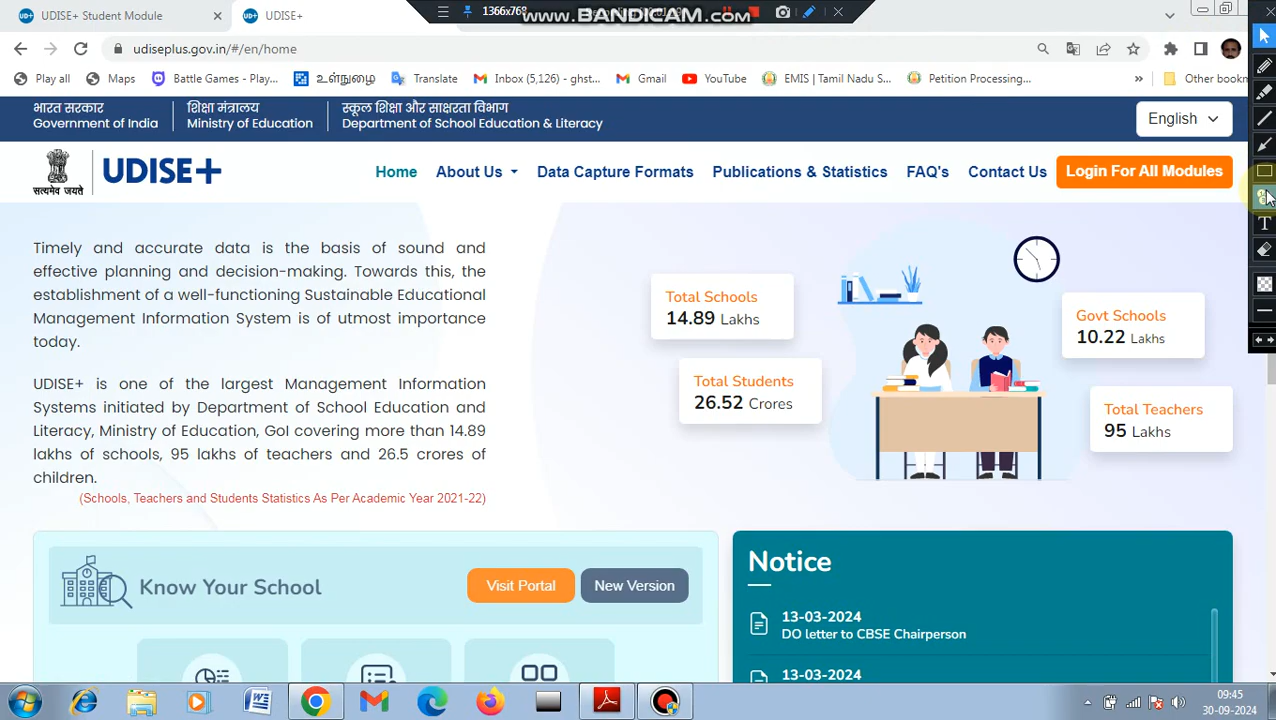 UDISE+ Student Module
UDISE+
1366x768
www.BANDICAM.com
udiseplus.gov.in/#/en/home
Play all
Maps
Battle Games - Play...
உள்நுழை
Translate
Inbox (5,126) - ghst...
Gmail
YouTube
EMIS | Tamil Nadu S...
Petition Processing...
»
Other bookn
भारत सरकार
Government of India
शिक्षा मंत्रालय
Ministry of Education
स्कूल शिक्षा और साक्षरता विभाग
Department of School Education & Literacy
English
सत्यमेव जयते
UDISE+
Home
About Us
Data Capture Formats
Publications & Statistics
FAQ's
Contact Us
Login For All Modules
Timely and accurate data is the basis of sound and
effective planning and decision-making. Towards this, the
establishment of a well-functioning Sustainable Educational
Management Information System is of utmost importance
today.
UDISE+ is one of the largest Management Information
Systems initiated by Department of School Education and
Literacy, Ministry of Education, GoI covering more than 14.89
lakhs of schools, 95 lakhs of teachers and 26.5 crores of
children.
(Schools, Teachers and Students Statistics As Per Academic Year 2021-22)
Total Schools
14.89 Lakhs
Total Students
26.52 Crores
Govt Schools
10.22 Lakhs
Total Teachers
95 Lakhs
Know Your School
Visit Portal
New Version
Notice
13-03-2024
DO letter to CBSE Chairperson
13-03-2024
T
09:45
30-09-2024